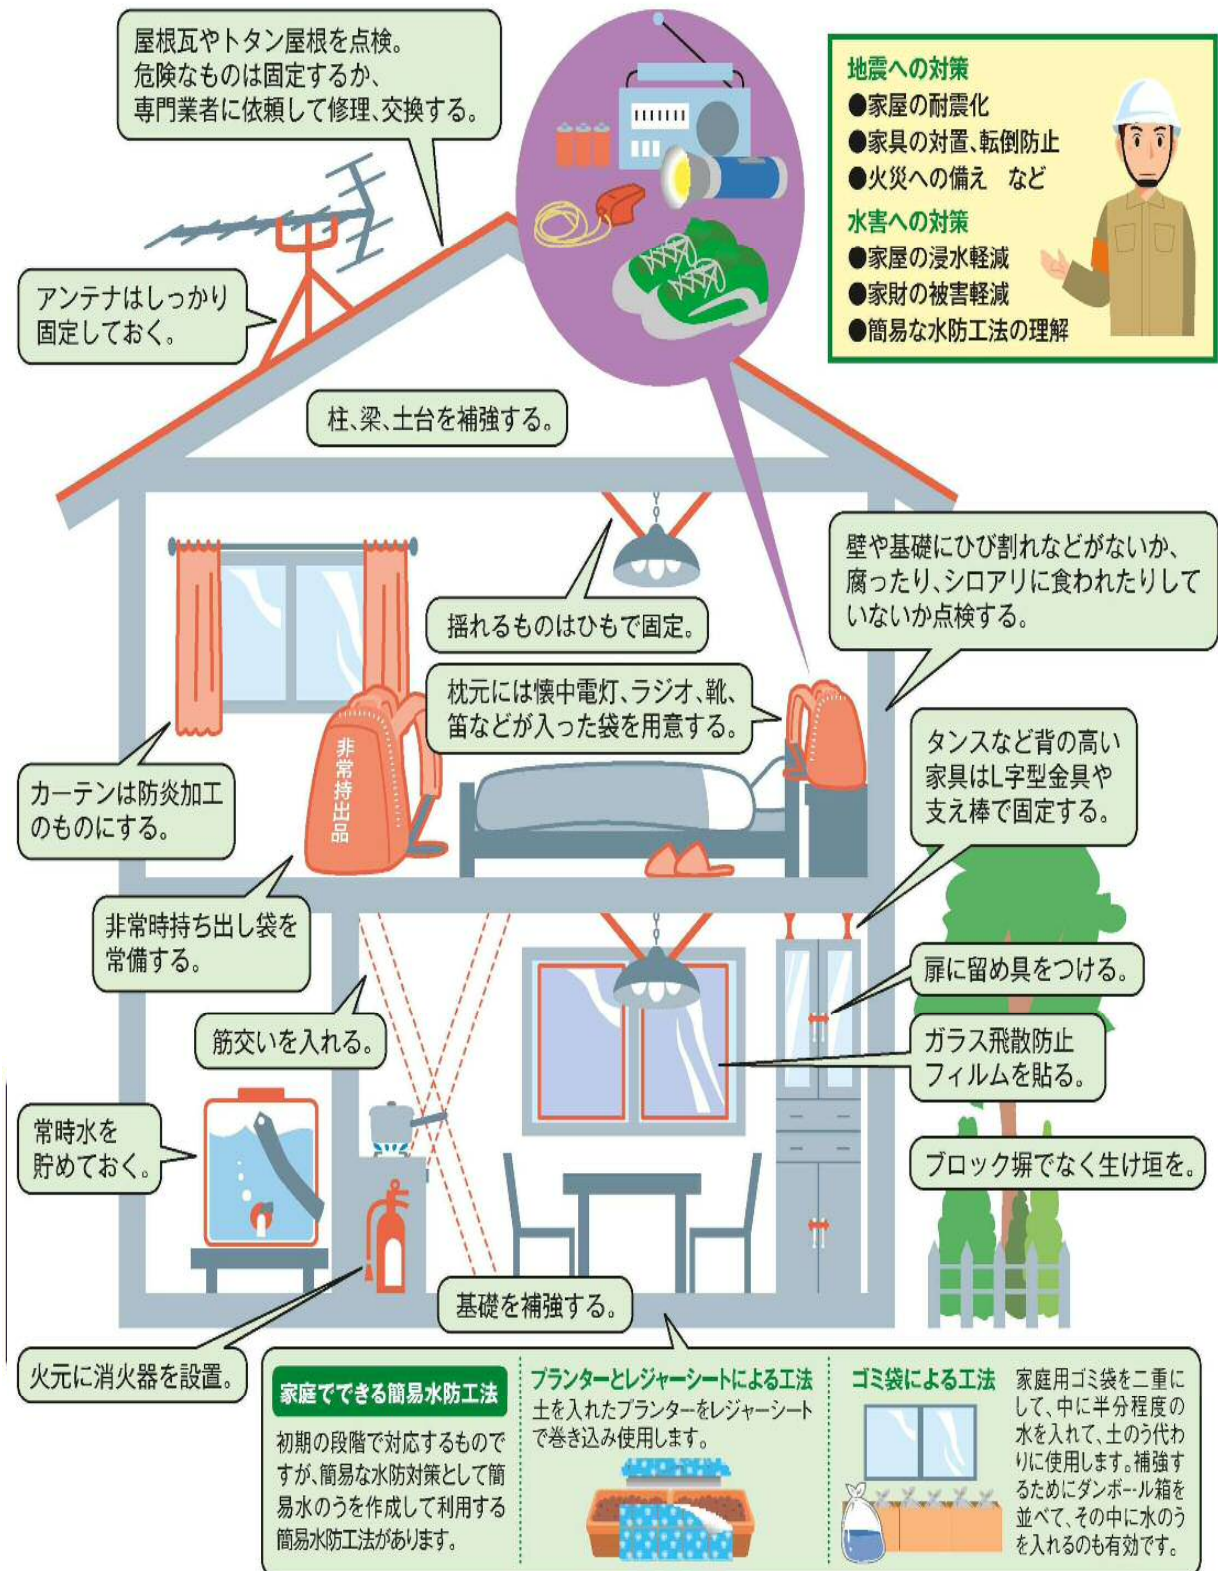 屋根瓦やトタン屋根を点検。
危険なものは固定するか、
専門業者に依頼して修理、交換する。
地震への対策
●家屋の耐震化
●家具の対置、転倒防止
●火災への備え　など
水害への対策
●家屋の浸水軽減
●家財の被害軽減
●簡易な水防工法の理解
アンテナはしっかり
固定しておく。
柱、梁、土台を補強する。
壁や基礎にひび割れなどがないか、
腐ったり、シロアリに食われたりして
いないか点検する。
揺れるものはひもで固定。
枕元には懐中電灯、ラジオ、靴、
笛などが入った袋を用意する。
タンスなど背の高い
家具はL字型金具や
支え棒で固定する。
カーテンは防炎加工
のものにする。
非常持出品
非常時持ち出し袋を
常備する。
扉に留め具をつける。
筋交いを入れる。
ガラス飛散防止
フィルムを貼る。
常時水を
貯めておく。
ブロック塀でなく生け垣を。
基礎を補強する。
火元に消火器を設置。
家庭でできる簡易水防工法
初期の段階で対応するもので
すが、簡易な水防対策として簡
易水のうを作成して利用する
簡易水防工法があります。
プランターとレジャーシートによる工法
土を入れたプランターをレジャーシート
で巻き込み使用します。
ゴミ袋による工法
家庭用ゴミ袋を二重に
して、中に半分程度の
水を入れて、土のう代わ
りに使用します。補強す
るためにダンボール箱を
並べて、その中に水のう
を入れるのも有効です。